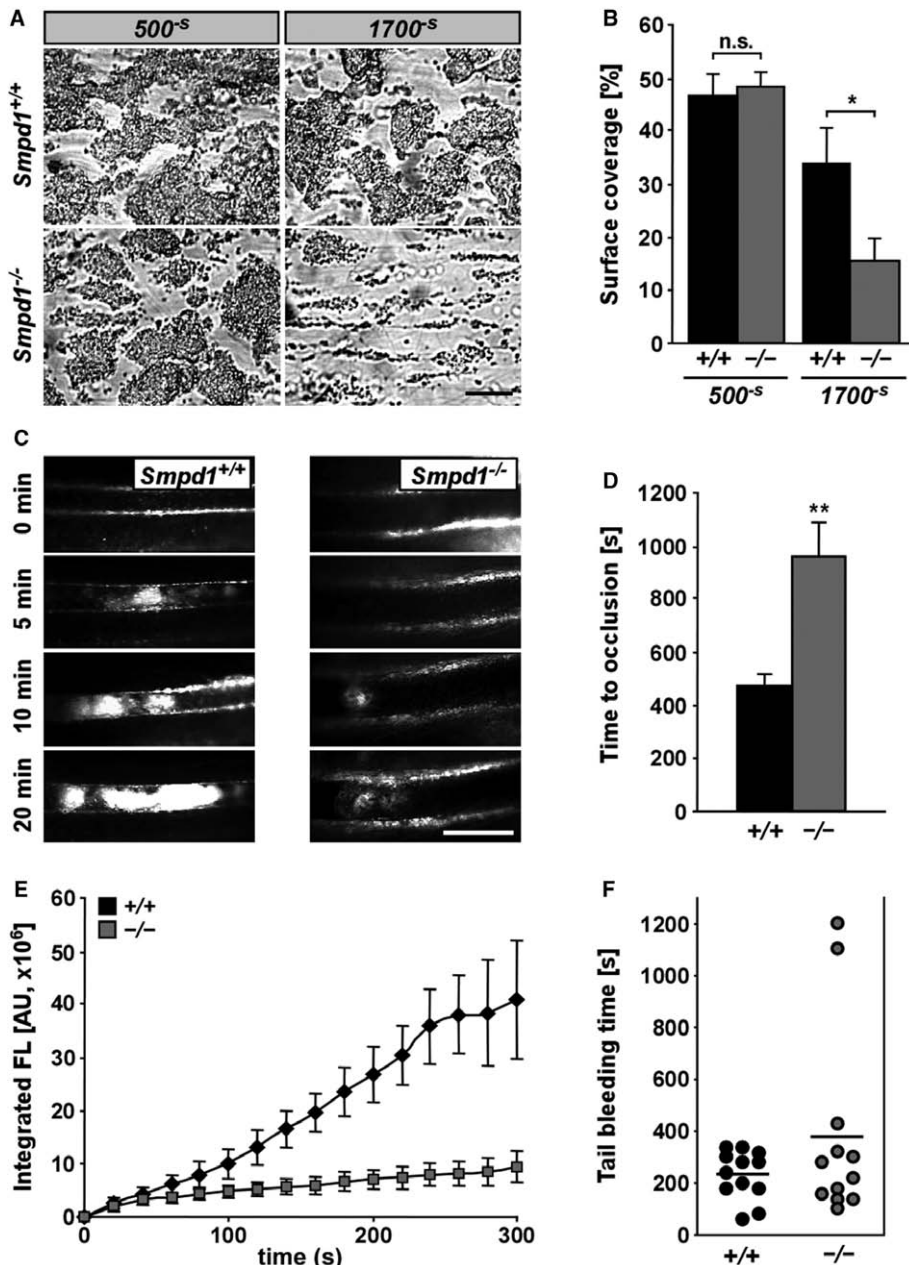 A
500⁻ˢ
1700⁻ˢ
Smpd1⁺/⁺
Smpd1⁻/⁻
B
Surface coverage [%]
60
50
40
30
20
10
0
n.s.
*
+/+ −/− +/+ −/−
500⁻ˢ 1700⁻ˢ
C
Smpd1⁺/⁺
Smpd1⁻/⁻
0 min
5 min
10 min
20 min
D
Time to occlusion [s]
1200
1000
800
600
400
200
0
**
+/+ −/−
E
Integrated FL [AU, x10⁶]
60
50
40
30
20
10
0
+/+
−/−
0 100 200 300
time (s)
F
Tail bleeding time [s]
1200
1000
800
600
400
200
0
+/+ −/−